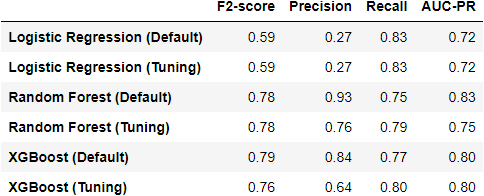 F2-score Precision Recall AUC-PR
Logistic Regression (Default) 0.59 0.27 0.83 0.72
Logistic Regression (Tuning) 0.59 0.27 0.83 0.72
Random Forest (Default) 0.78 0.93 0.75 0.83
Random Forest (Tuning) 0.78 0.76 0.79 0.75
XGBoost (Default) 0.79 0.84 0.77 0.80
XGBoost (Tuning) 0.76 0.64 0.80 0.80